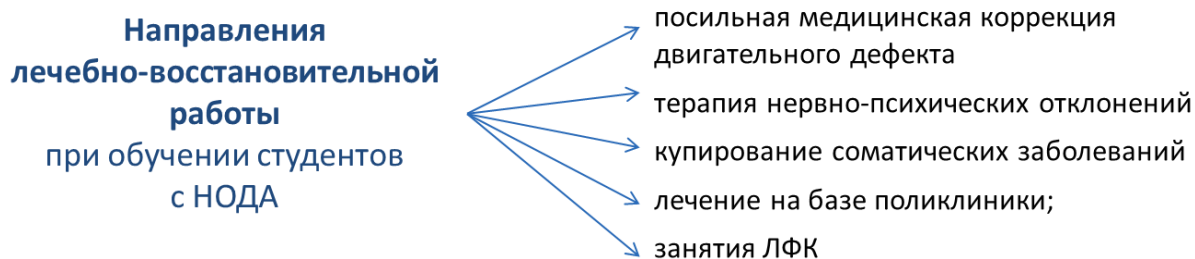 Направления
лечебно-восстановительной
работы
при обучении студентов
с НОДА
посильная медицинская коррекция
двигательного дефекта
терапия нервно-психических отклонений
купирование соматических заболеваний
лечение на базе поликлиники;
занятия ЛФК